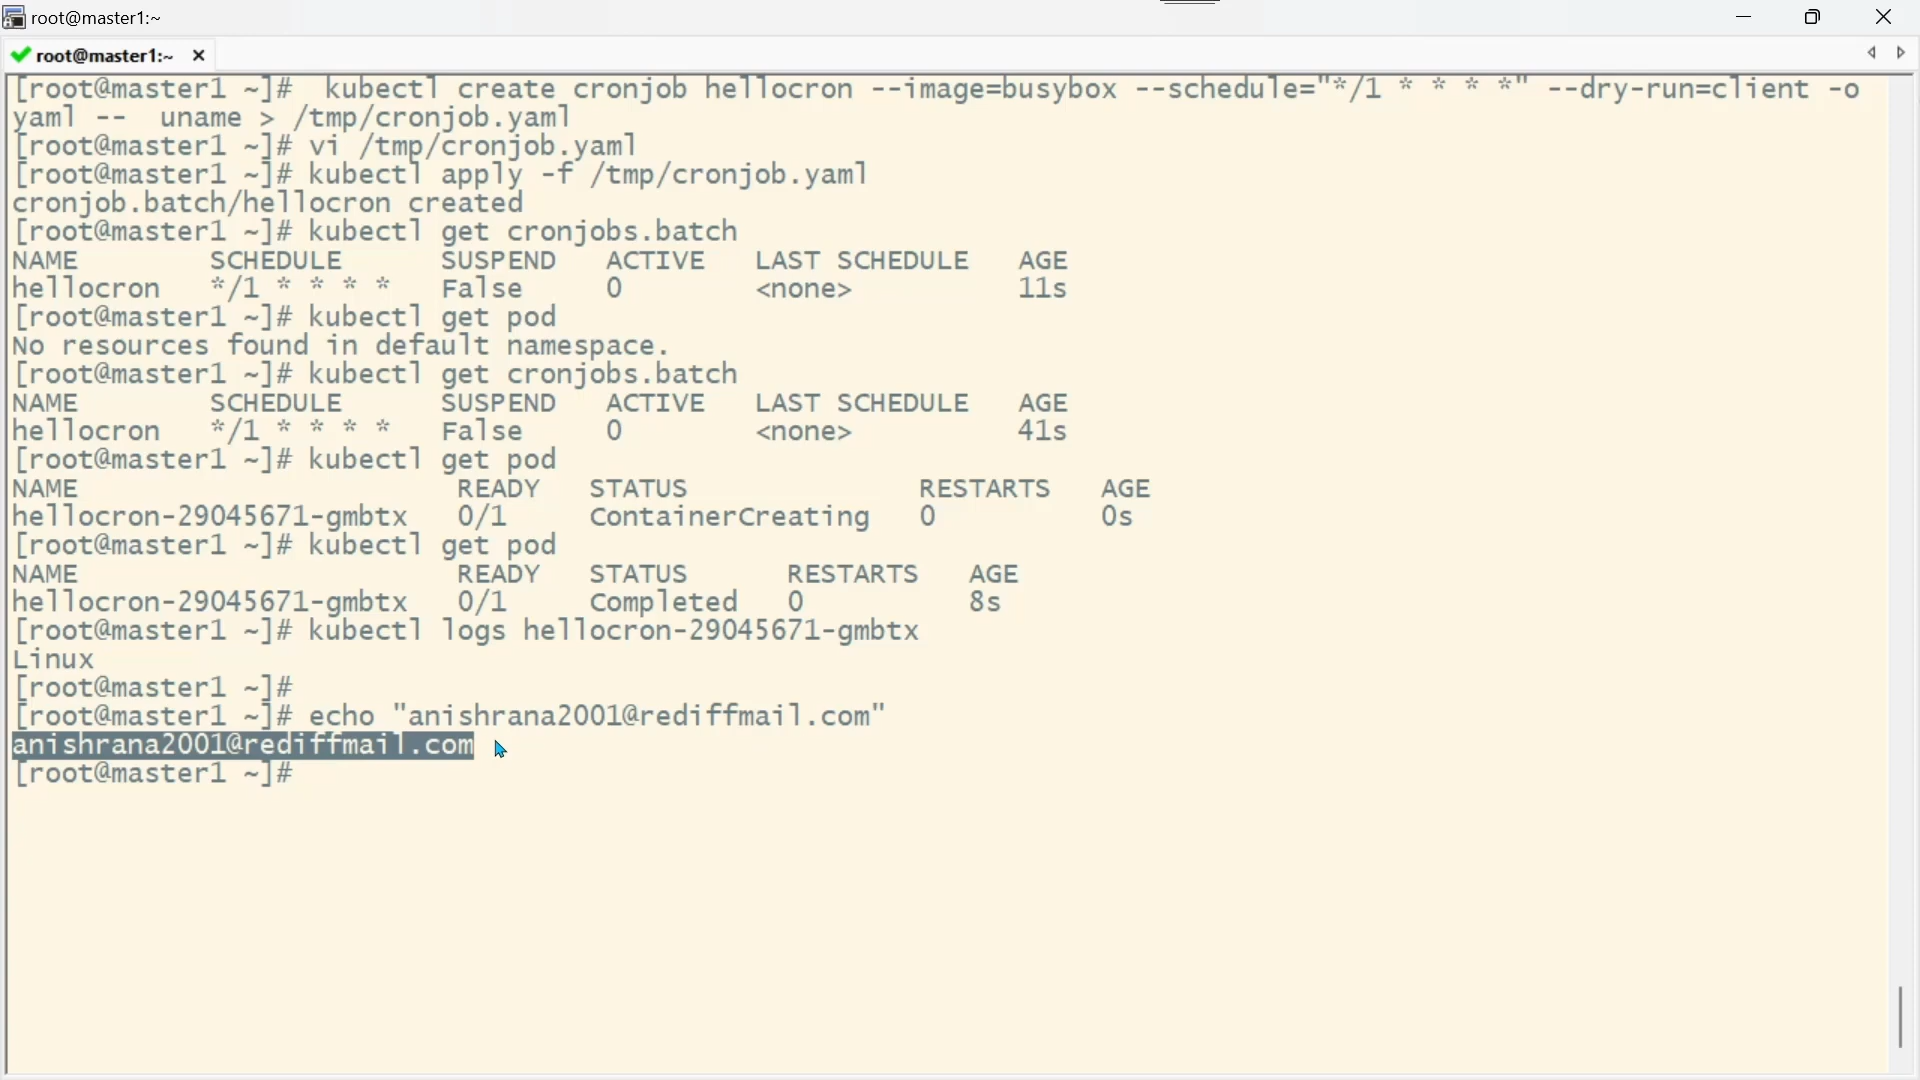 root@master1:~
root@master1:~
[root@master1 ~]#  kubectl create cronjob hellocron --image=busybox --schedule="*/1 * * * *" --dry-run=client -o
yaml --  uname > /tmp/cronjob.yaml
[root@master1 ~]# vi /tmp/cronjob.yaml
[root@master1 ~]# kubectl apply -f /tmp/cronjob.yaml
cronjob.batch/hellocron created
[root@master1 ~]# kubectl get cronjobs.batch
NAME        SCHEDULE      SUSPEND   ACTIVE   LAST SCHEDULE   AGE
hellocron   */1 * * * *   False     0        <none>          11s
[root@master1 ~]# kubectl get pod
No resources found in default namespace.
[root@master1 ~]# kubectl get cronjobs.batch
NAME        SCHEDULE      SUSPEND   ACTIVE   LAST SCHEDULE   AGE
hellocron   */1 * * * *   False     0        <none>          41s
[root@master1 ~]# kubectl get pod
NAME                       READY   STATUS              RESTARTS   AGE
hellocron-29045671-gmbtx   0/1     ContainerCreating   0          0s
[root@master1 ~]# kubectl get pod
NAME                       READY   STATUS      RESTARTS   AGE
hellocron-29045671-gmbtx   0/1     Completed   0          8s
[root@master1 ~]# kubectl logs hellocron-29045671-gmbtx
Linux
[root@master1 ~]#
[root@master1 ~]# echo "anishrana2001@rediffmail.com"
anishrana2001@rediffmail.com
[root@master1 ~]#